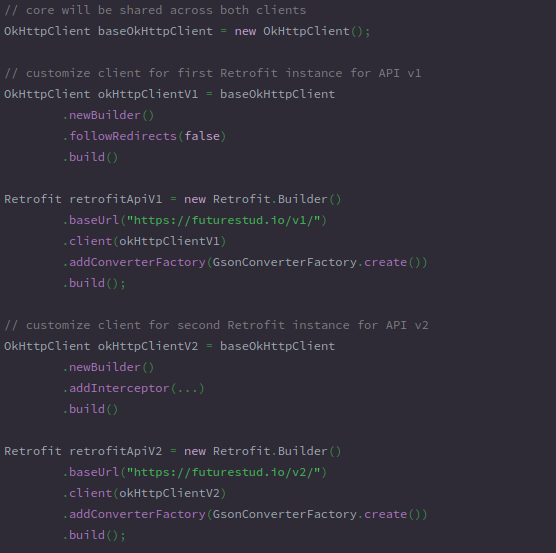 // core will be shared across both clients
OkHttpClient baseOkHttpClient = new OkHttpClient();
// customize client for first Retrofit instance for API v1
OkHttpClient okHttpClientV1 = baseOkHttpClient
.newBuilder()
.followRedirects(false)
.build()
Retrofit retrofitApiV1 = new Retrofit.Builder()
.baseUrl("https://futurestud.io/v1/")
.client(okHttpClientV1)
.addConverterFactory(GsonConverterFactory.create())
.build();
// customize client for second Retrofit instance for API v2
OkHttpClient okHttpClientV2 = baseOkHttpClient
.newBuilder()
.addInterceptor(...)
.build()
Retrofit retrofitApiV2 = new Retrofit.Builder()
.baseUrl("https://futurestud.io/v2/")
.client(okHttpClientV2)
.addConverterFactory(GsonConverterFactory.create())
.build();